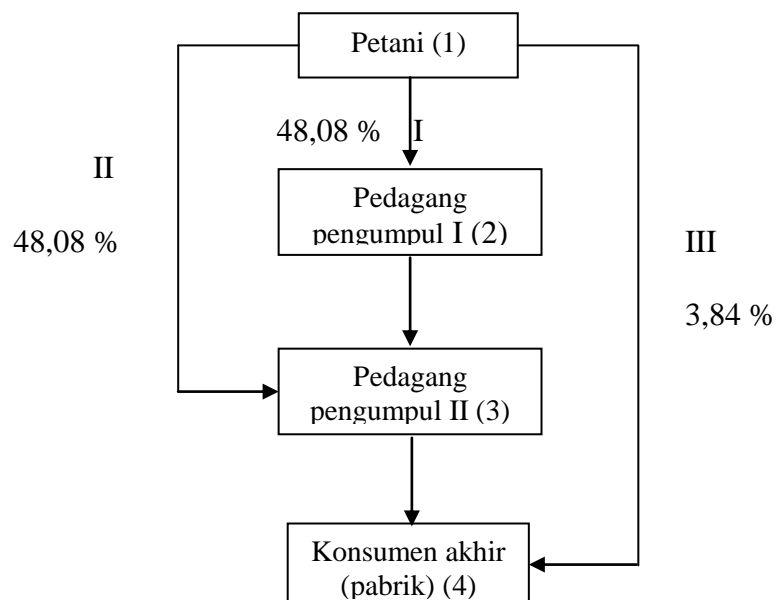 Petani (1)
48,08 % I
II
48,08 %
Pedagang
pengumpul I (2)
III
3,84 %
Pedagang
pengumpul II (3)
Konsumen akhir
(pabrik) (4)